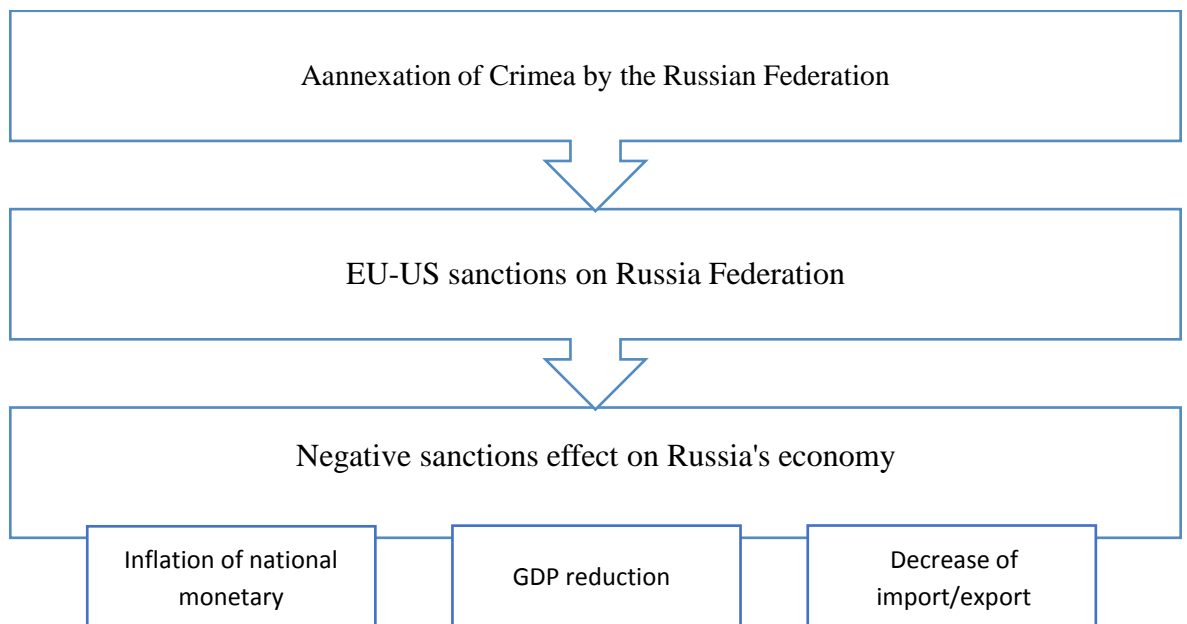 Aannexation of Crimea by the Russian Federation
EU-US sanctions on Russia Federation
Negative sanctions effect on Russia's economy
Inflation of national
monetary
GDP reduction
Decrease of
import/export